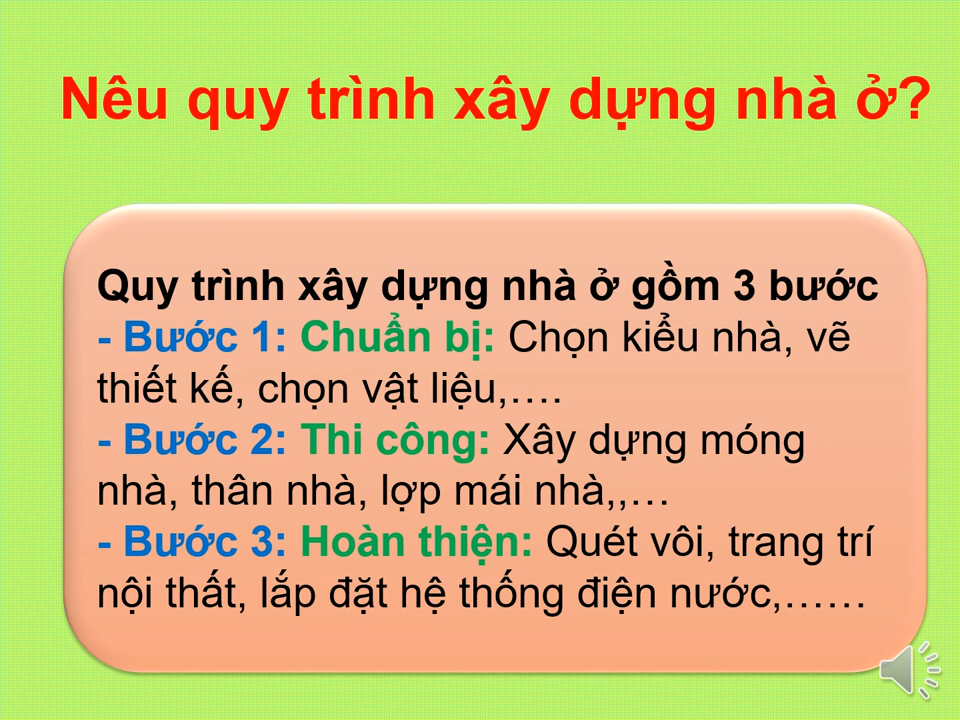 Nêu quy trình xây dựng nhà ở?
Quy trình xây dựng nhà ở gồm 3 bước
- Bước 1: Chuẩn bị: Chọn kiểu nhà, vẽ
thiết kế, chọn vật liệu,….
- Bước 2: Thi công: Xây dựng móng
nhà, thân nhà, lợp mái nhà,,…
- Bước 3: Hoàn thiện: Quét vôi, trang trí
nội thất, lắp đặt hệ thống điện nước,……